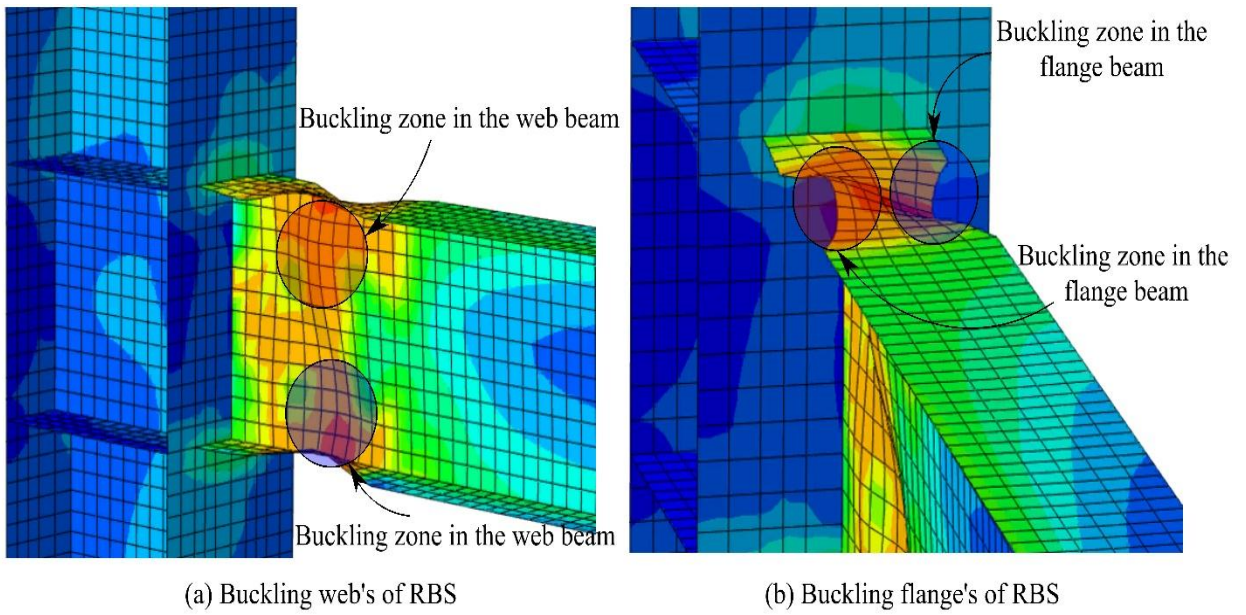 Buckling zone in the web beam
Buckling zone in the web beam
(a) Buckling web's of RBS
Buckling zone in the
flange beam
Buckling zone in the
flange beam
(b) Buckling flange's of RBS